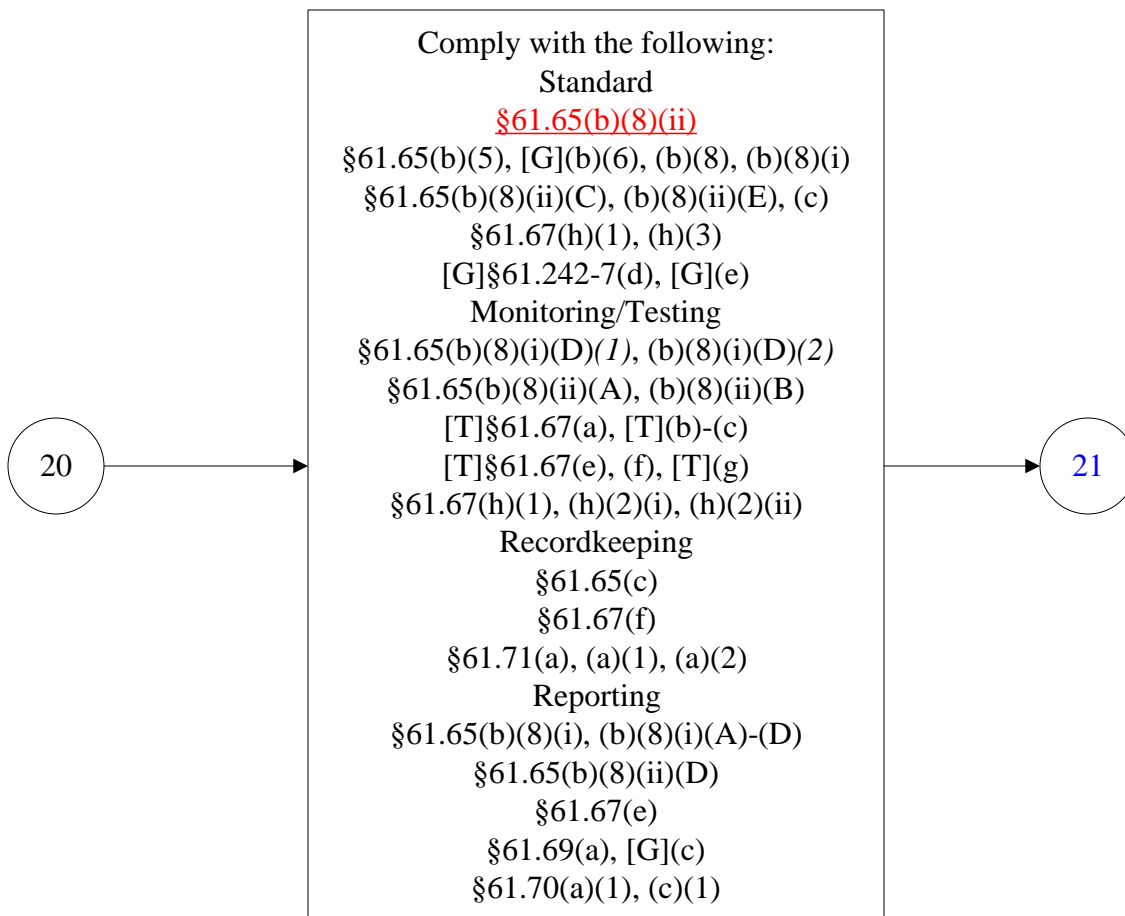 Comply with the following:
Standard
§61.65(b)(8)(ii)
§61.65(b)(5), [G](b)(6), (b)(8), (b)(8)(i)
§61.65(b)(8)(ii)(C), (b)(8)(ii)(E), (c)
§61.67(h)(1), (h)(3)
[G]§61.242-7(d), [G](e)
Monitoring/Testing
§61.65(b)(8)(i)(D)(1), (b)(8)(i)(D)(2)
§61.65(b)(8)(ii)(A), (b)(8)(ii)(B)
[T]§61.67(a), [T](b)-(c)
[T]§61.67(e), (f), [T](g)
§61.67(h)(1), (h)(2)(i), (h)(2)(ii)
Recordkeeping
§61.65(c)
§61.67(f)
§61.71(a), (a)(1), (a)(2)
Reporting
§61.65(b)(8)(i), (b)(8)(i)(A)-(D)
§61.65(b)(8)(ii)(D)
§61.67(e)
§61.69(a), [G](c)
§61.70(a)(1), (c)(1)
20
21